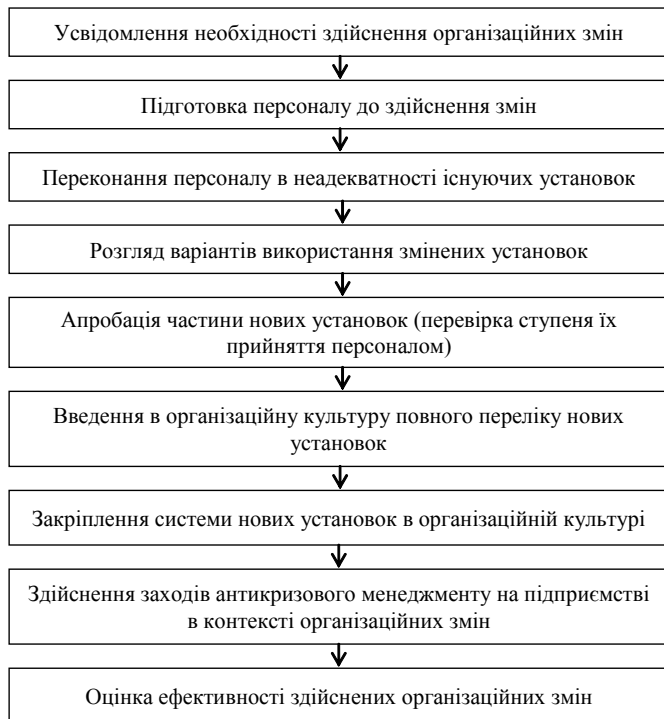 Усвідомлення необхідності здійснення організаційних змін
Підготовка персоналу до здійснення змін
Переконання персоналу в неадекватності існуючих установок
Розгляд варіантів використання змінених установок
Апробація частини нових установок (перевірка ступеня їх
прийняття персоналом)
Введення в організаційну культуру повного переліку нових
установок
Закріплення системи нових установок в організаційній культурі
Здійснення заходів антикризового менеджменту на підприємстві
в контексті організаційних змін
Оцінка ефективності здійснених організаційних змін